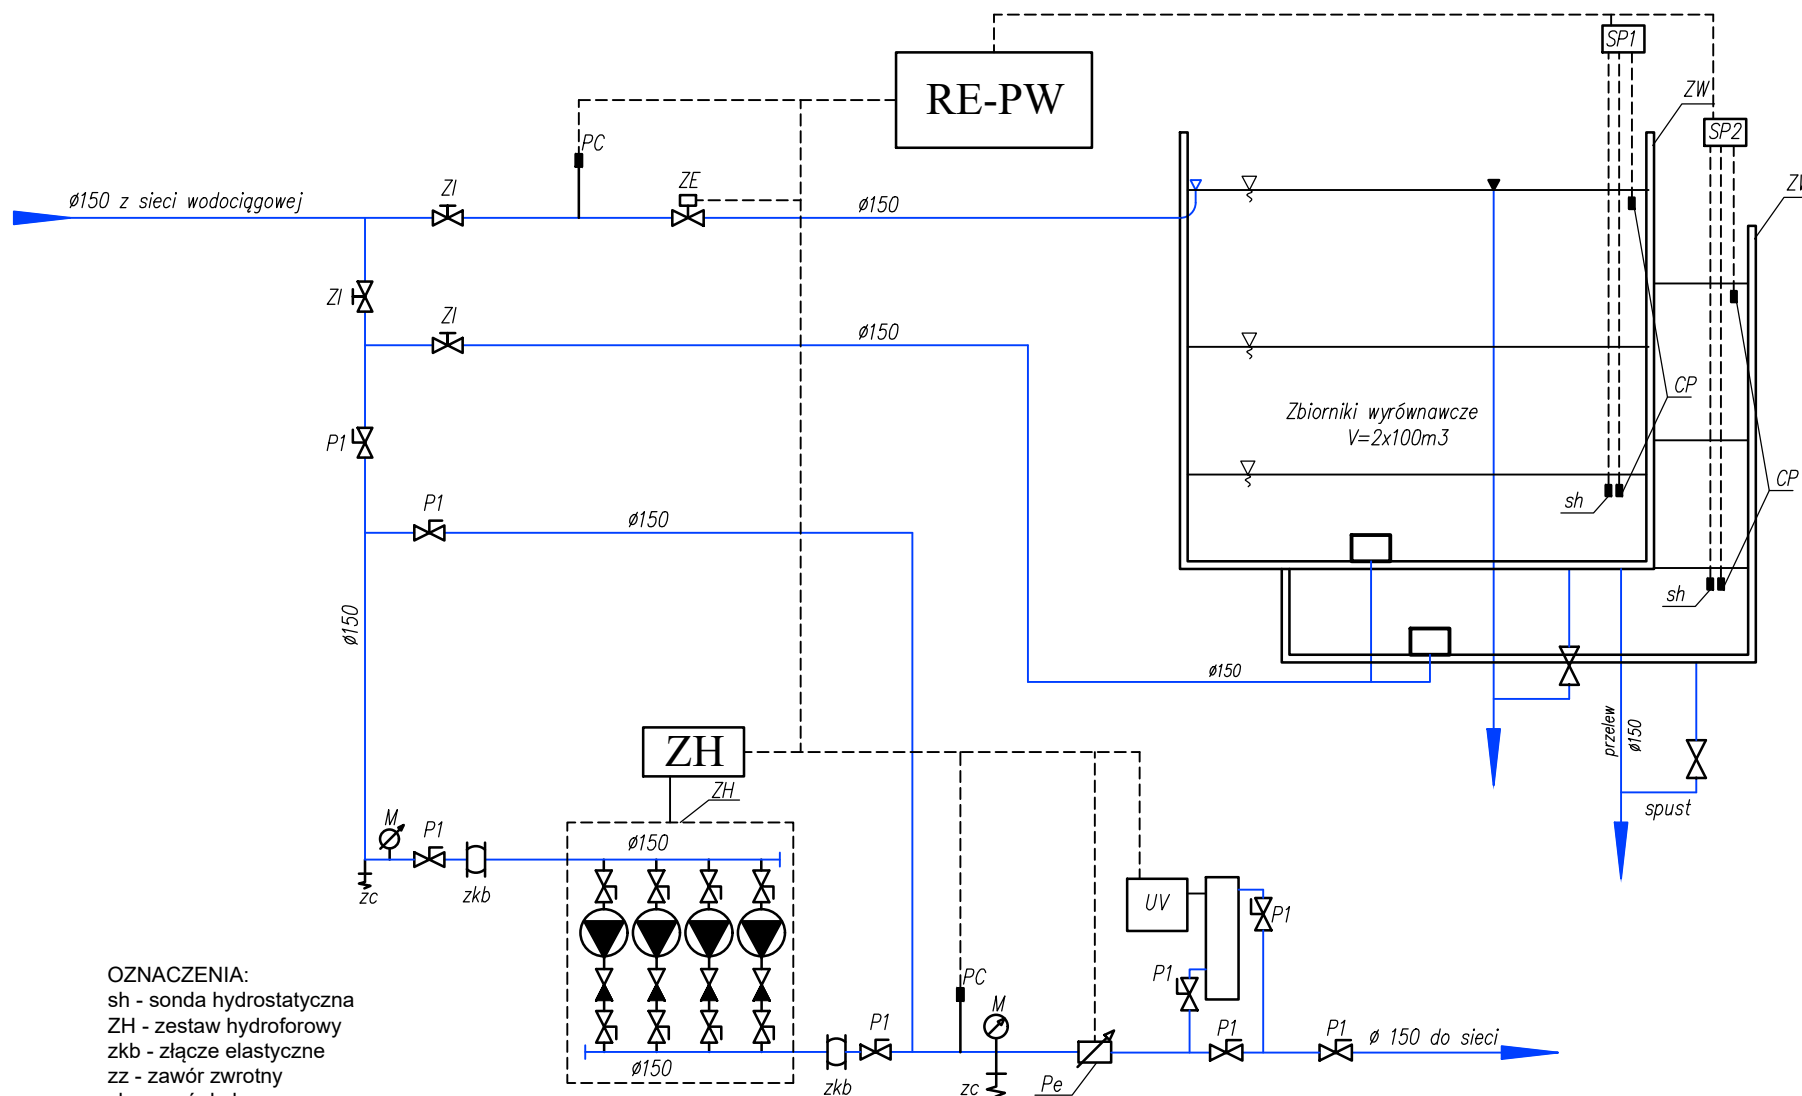 SP1
ZW
RE-PW
SP2
PC
ZE
ZI
ø150 z sieci wodociągowej
ø150
ZI
ZI
ø150
CP
Zbiorniki wyrównawcze
V=2x100m3
P1
CP
sh
P1
ø150
sh
ø150
ø150
przelew
ø150
ZH
ZH
spust
M
P1
ø150
zc
zkb
UV
P1
P1
PC
OZNACZENIA:
sh - sonda hydrostatyczna
ZH - zestaw hydroforowy
zkb - złącze elastyczne
zz - zawór zwrotny
M
P1
P1
P1
ø 150 do sieci
ø150
zkb
zc
Pe